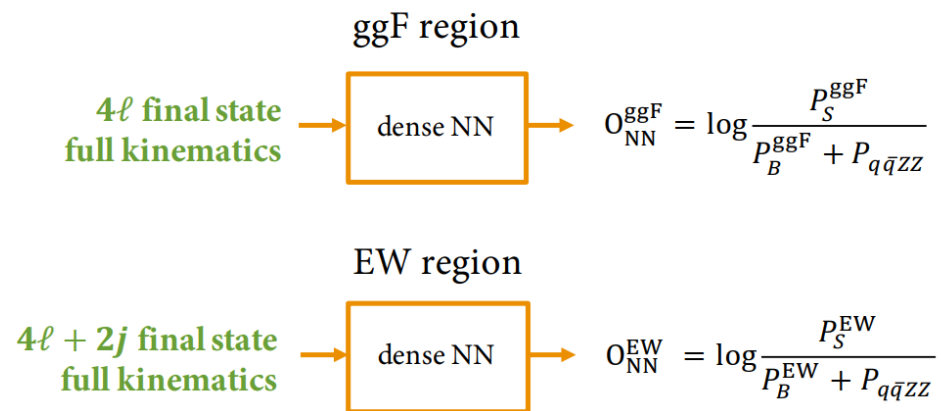 ggF region
4ℓ final state
full kinematics
dense NN
O_NN^ggF = log P_S^ggF / (P_B^ggF + P_qq̄ZZ)
EW region
4ℓ + 2j final state
full kinematics
dense NN
O_NN^EW = log P_S^EW / (P_B^EW + P_qq̄ZZ)